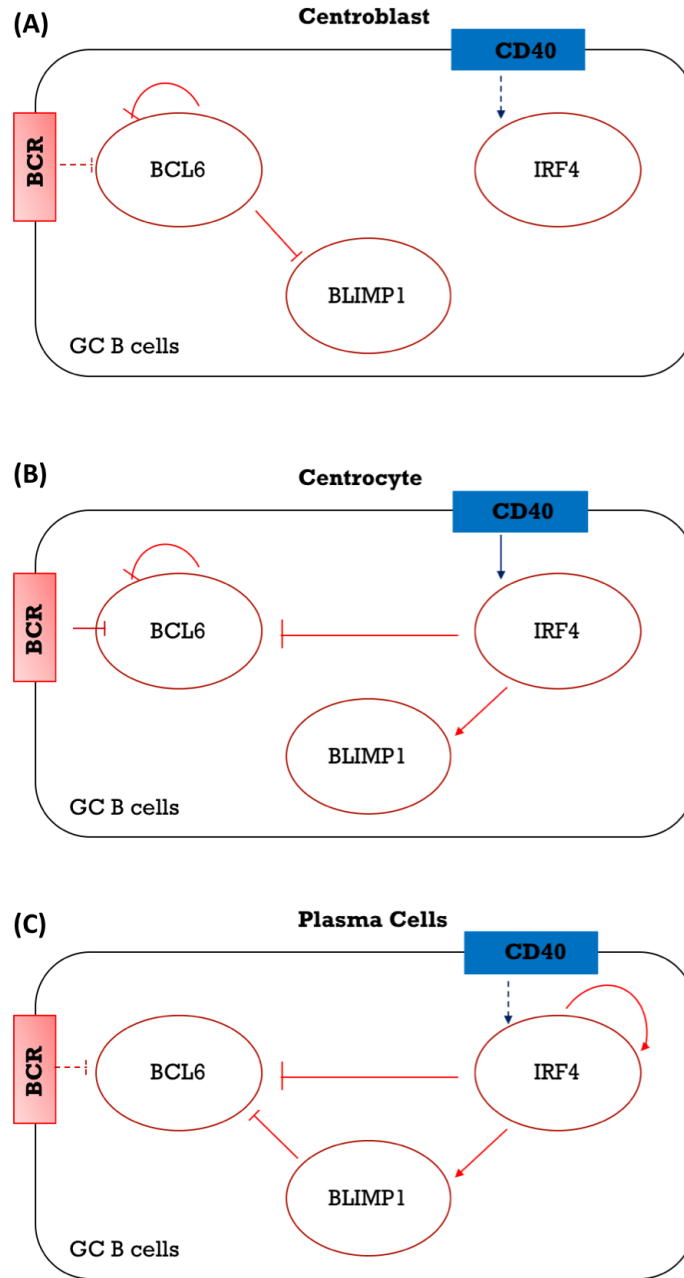 (A)
Centroblast
CD40
BCR
BCL6
IRF4
BLIMP1
GC B cells
(B)
Centrocyte
CD40
BCR
BCL6
IRF4
BLIMP1
GC B cells
(C)
Plasma Cells
CD40
BCR
BCL6
IRF4
BLIMP1
GC B cells